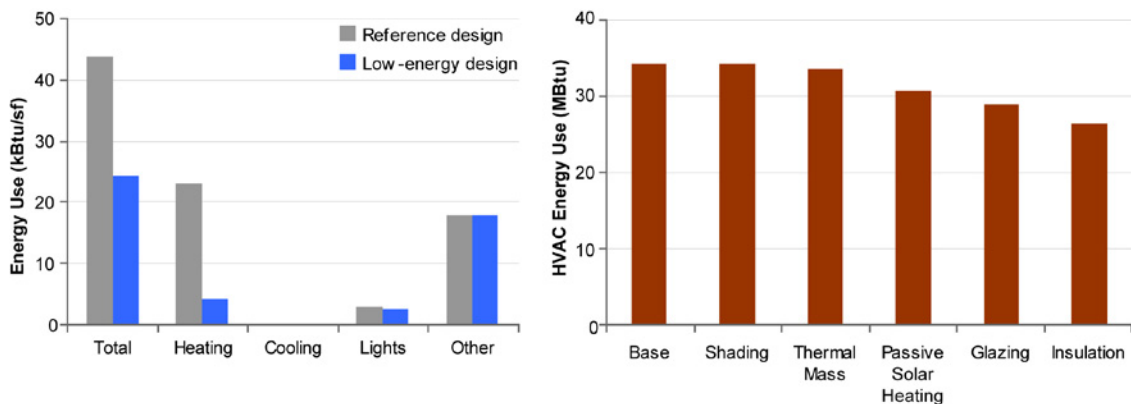 50
40
30
20
10
0
Energy Use (kBtu/sf)
Reference design
Low-energy design
Total
Heating
Cooling
Lights
Other
40
30
20
10
0
HVAC Energy Use (MBtu)
Base
Shading
Thermal
Mass
Passive
Solar
Heating
Glazing
Insulation